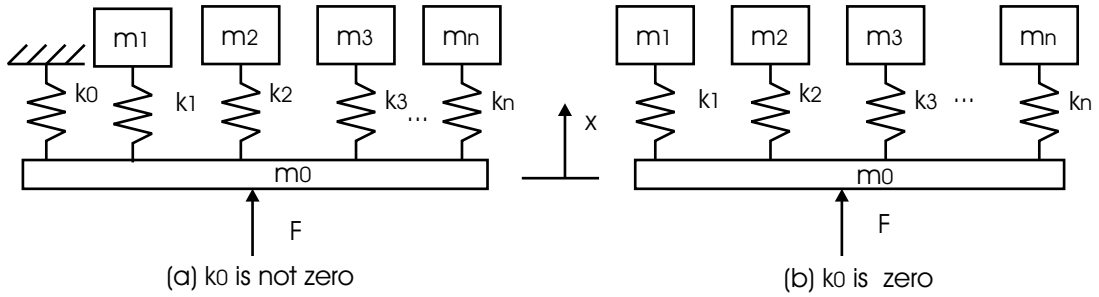 m1 m2 m3 mn m1 m2 m3 mn
k0 k1 k2 k3 ... kn k1 k2 k3 ... kn
x
m0 m0
F F
(a) k0 is not zero (b) k0 is zero